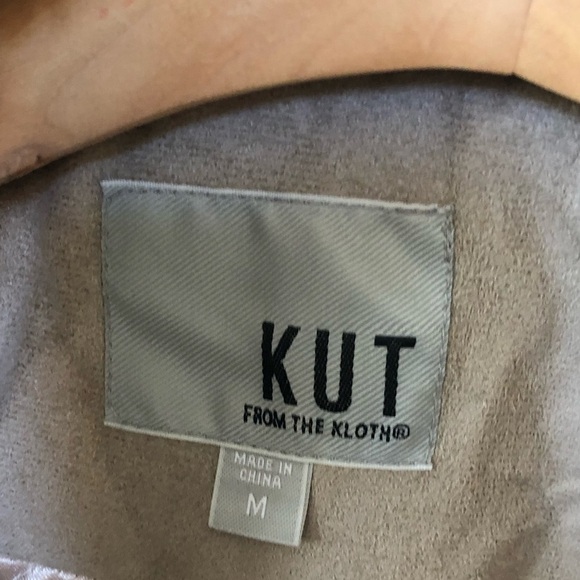 KUT
FROM THE KLOTH®
MADE IN
CHINA
M